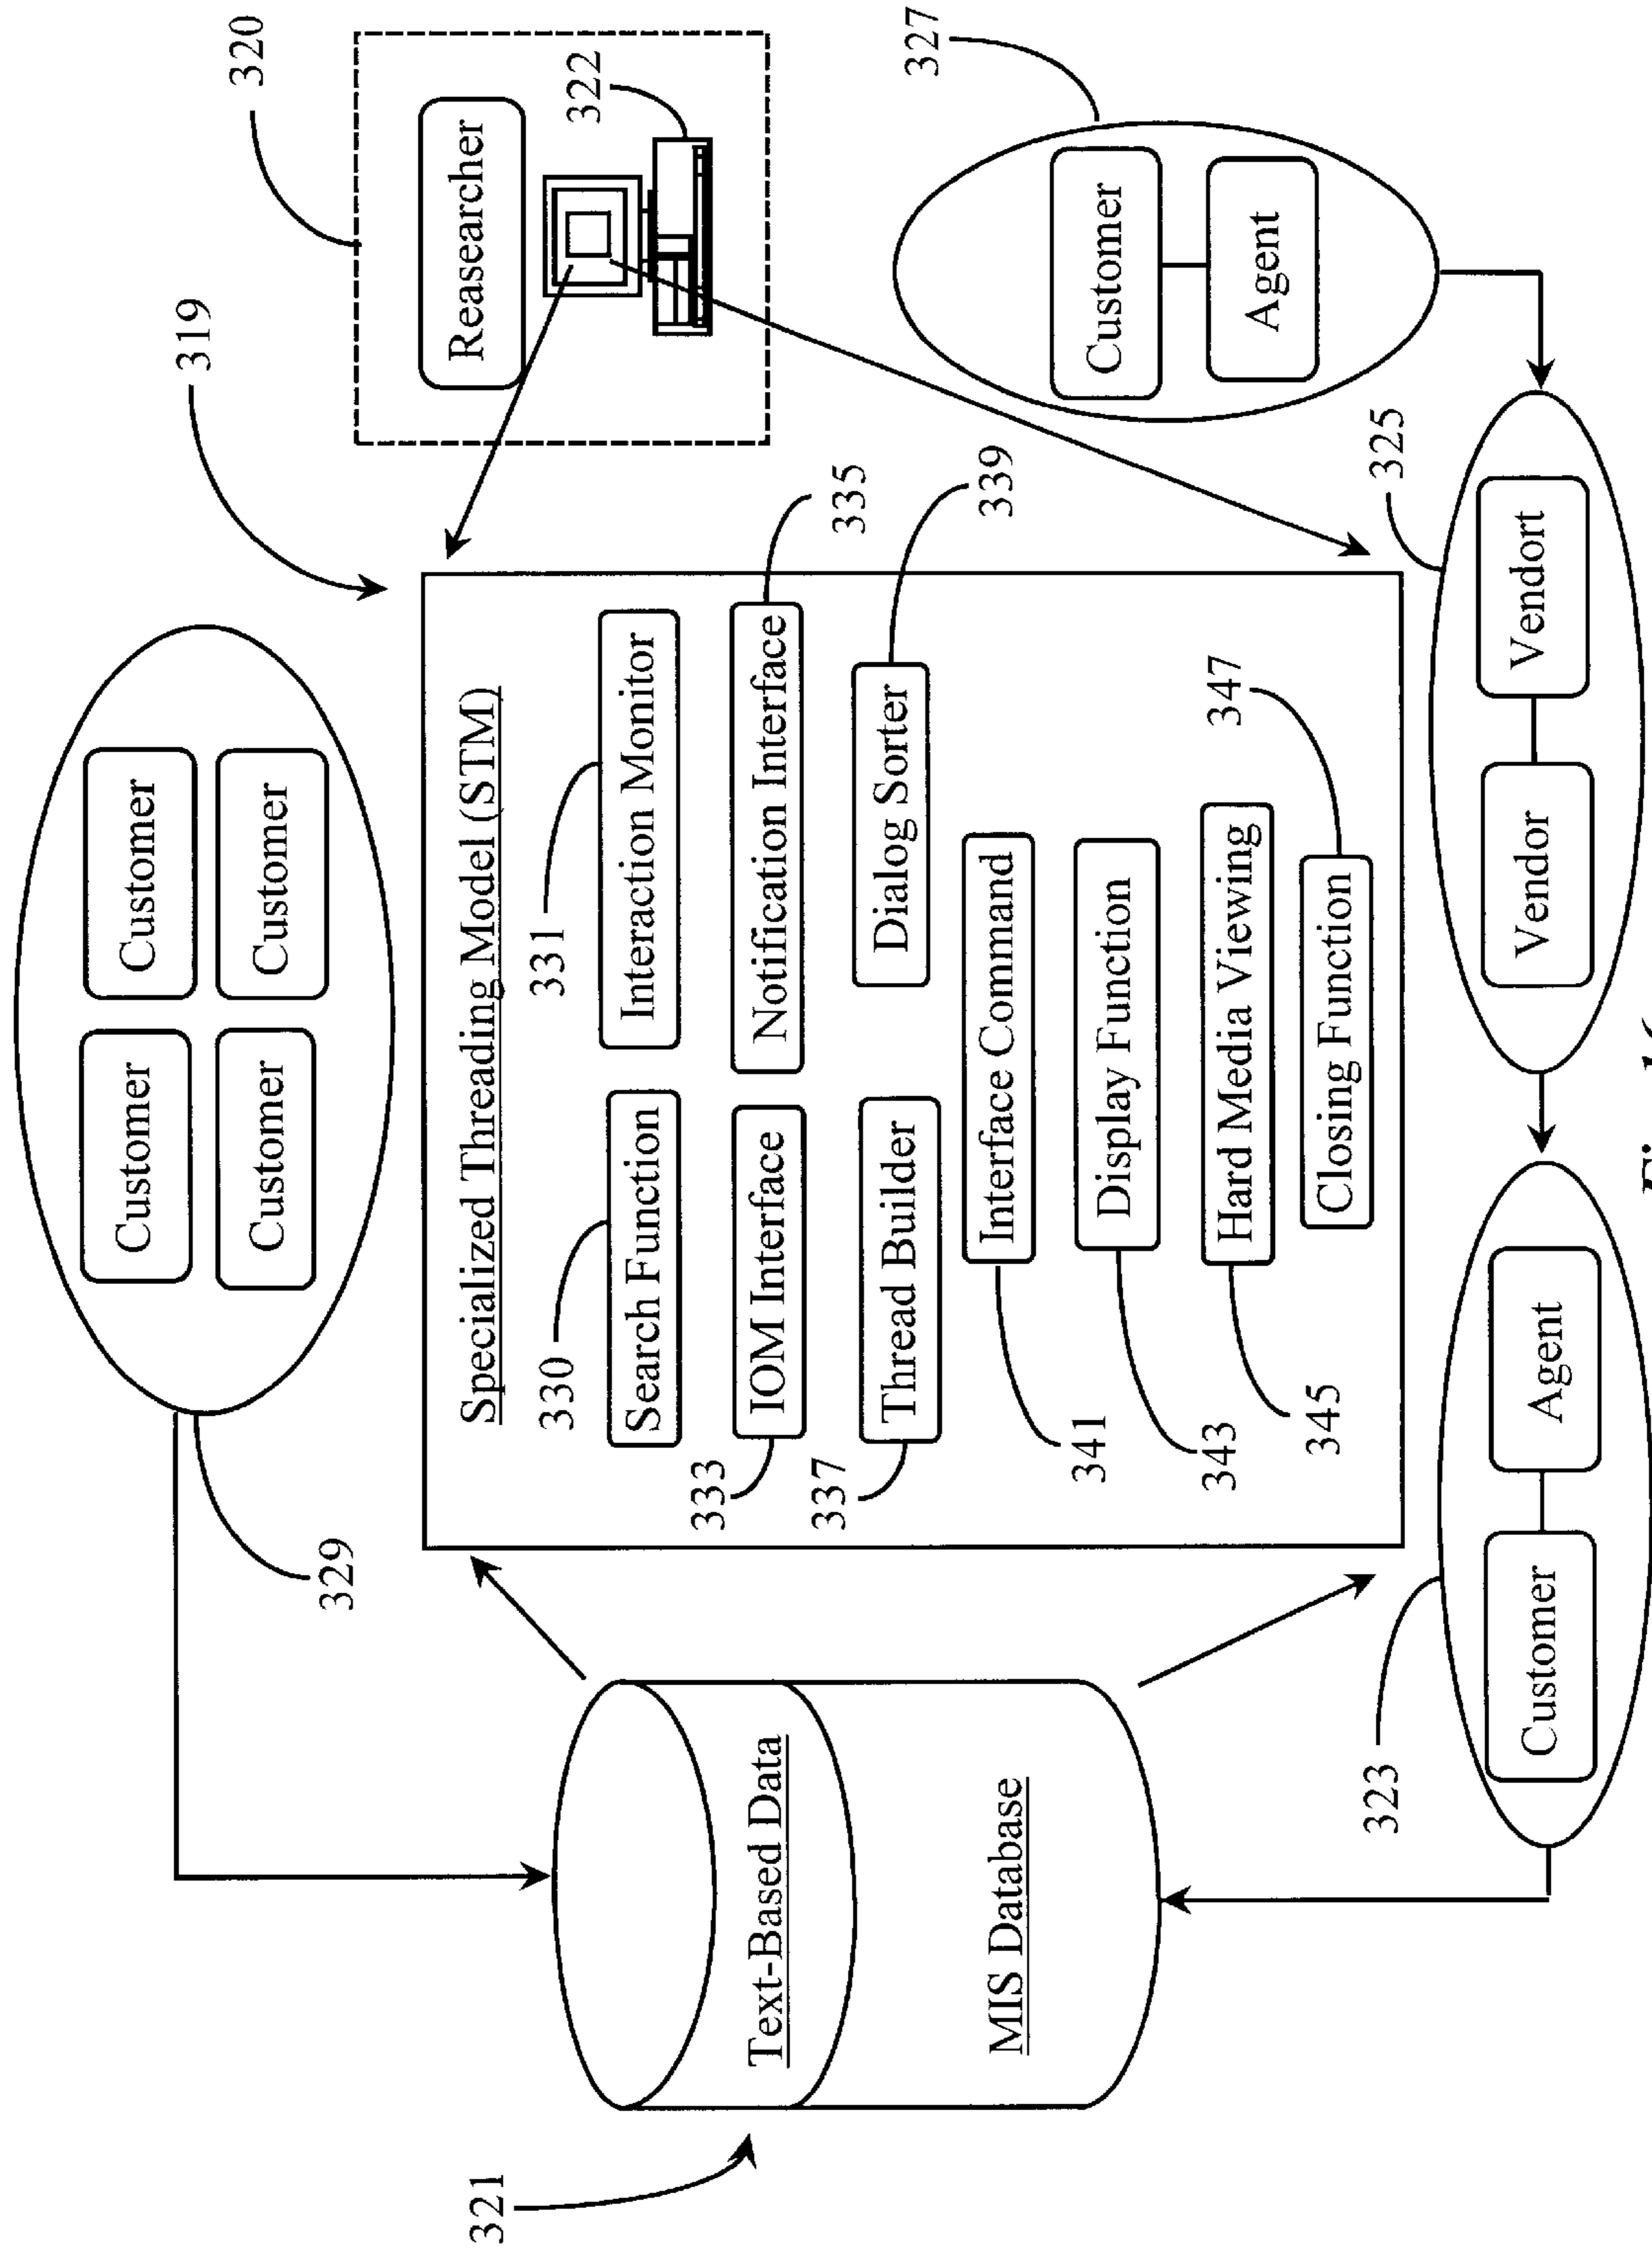 329
Customer
Customer
Customer
Customer
319
320
Reasearcher
322
321
Text-Based Data
MIS Database
Specialized Threading Model (STM)
330
Search Function
331
Interaction Monitor
333
IOM Interface
Notification Interface
335
337
Thread Builder
Dialog Sorter
339
341
Interface Command
343
Display Function
345
Hard Media Viewing
347
Closing Function
327
Customer
Agent
323
Customer
Agent
325
Vendor
Vendort